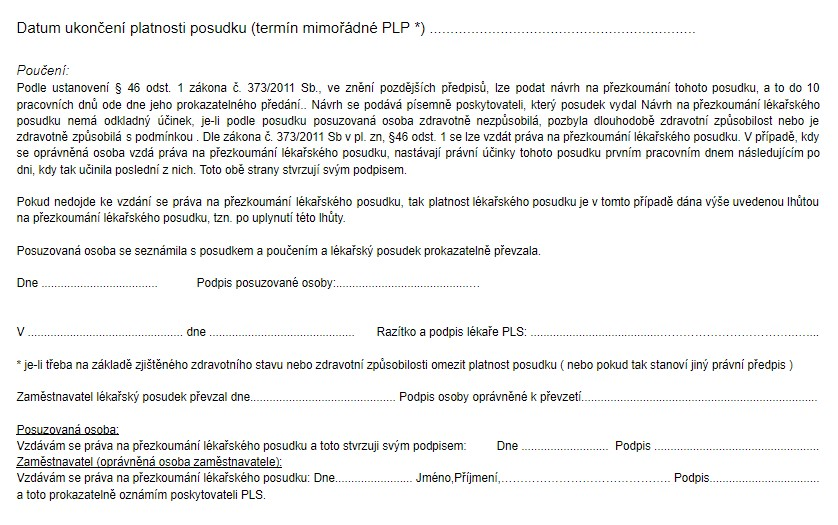 Datum ukončení platnosti posudku (termín mimořádné PLP *) ................................................................
Poučení:
Podle ustanovení § 46 odst. 1 zákona č. 373/2011 Sb., ve znění pozdějších předpisů, lze podat návrh na přezkoumání tohoto posudku, a to do 10
pracovních dnů ode dne jeho prokazatelného předání.. Návrh se podává písemně poskytovateli, který posudek vydal Návrh na přezkoumání lékařského
posudku nemá odkladný účinek, je-li podle posudku posuzovaná osoba zdravotně nezpůsobilá, pozbyla dlouhodobě zdravotní způsobilost nebo je
zdravotně způsobilá s podmínkou . Dle zákona č. 373/2011 Sb v pl. zn, §46 odst. 1 se lze vzdát práva na přezkoumání lékařského posudku. V případě, kdy
se oprávněná osoba vzdá práva na přezkoumání lékařského posudku, nastávají právní účinky tohoto posudku prvním pracovním dnem následujícím po
dni, kdy tak učinila poslední z nich. Toto obě strany stvrzují svým podpisem.
Pokud nedojde ke vzdání se práva na přezkoumání lékařského posudku, tak platnost lékařského posudku je v tomto případě dána výše uvedenou lhůtou
na přezkoumání lékařského posudku, tzn. po uplynutí této lhůty.
Posuzovaná osoba se seznámila s posudkem a poučením a lékařský posudek prokazatelně převzala.
Dne ................................... Podpis posuzované osoby:............................................
V ............................................... dne ............................................ Razítko a podpis lékaře PLS: ........................................................................................
* je-li třeba na základě zjištěného zdravotního stavu nebo zdravotní způsobilosti omezit platnost posudku ( nebo pokud tak stanoví jiný právní předpis )
Zaměstnavatel lékařský posudek převzal dne............................................ Podpis osoby oprávněné k převzetí........................................................................
Posuzovaná osoba:
Vzdávám se práva na přezkoumání lékařského posudku a toto stvrzuji svým podpisem: Dne .......................... Podpis ..................................................
Zaměstnavatel (oprávněná osoba zaměstnavatele):
Vzdávám se práva na přezkoumání lékařského posudku: Dne....................... Jméno,Příjmení,................................................... Podpis.................................
a toto prokazatelně oznámím poskytovateli PLS.